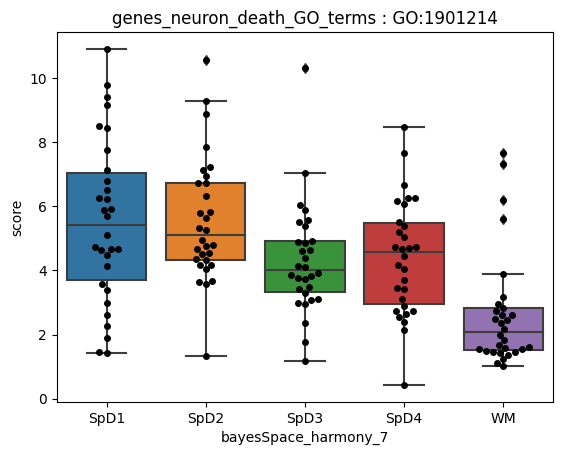 genes_neuron_death_GO_terms : GO:1901214
score
10
8
6
4
2
0
SpD1 SpD2 SpD3 SpD4 WM
bayesSpace_harmony_7